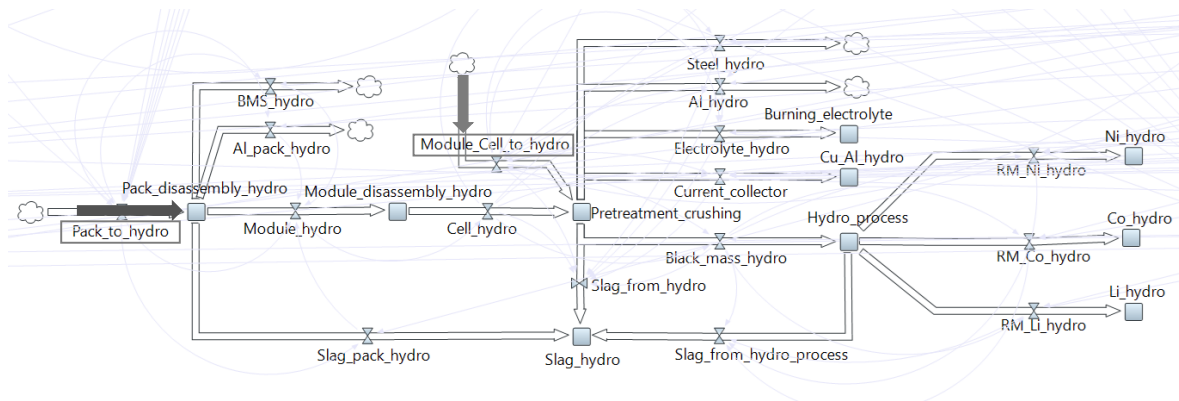 Steel_hydro
BMS_hydro
Al_hydro
Burning_electrolyte
Al_pack_hydro
Module_Cell_to_hydro
Electrolyte_hydro
Ni_hydro
Cu_Al_hydro
RM_Ni_hydro
Pack_disassembly_hydro
Module_disassembly_hydro
Current_collector
Pack_to_hydro
Module_hydro
Cell_hydro
Pretreatment_crushing
Hydro_process
Co_hydro
Black_mass_hydro
RM_Co_hydro
Slag_from_hydro
Li_hydro
RM_Li_hydro
Slag_pack_hydro
Slag_hydro
Slag_from_hydro_process